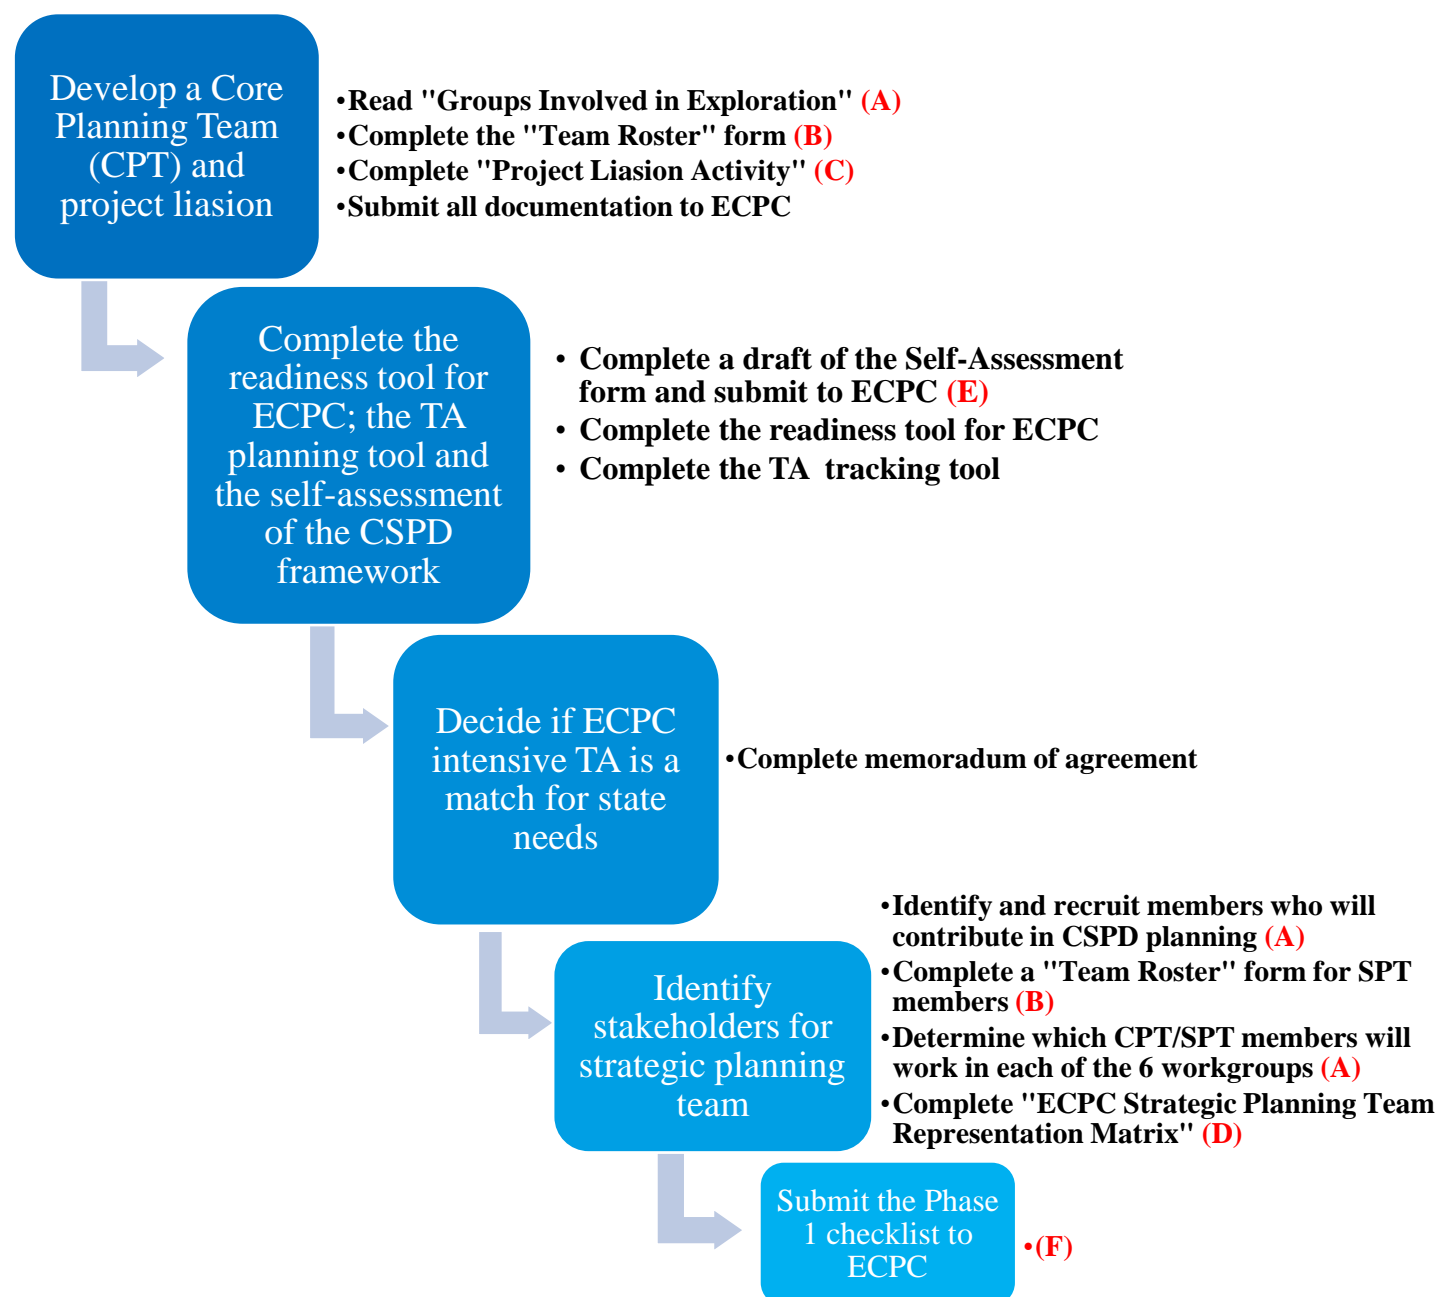 Develop a Core
Planning Team
(CPT) and
project liasion
•Read "Groups Involved in Exploration" (A)
•Complete the "Team Roster" form (B)
•Complete "Project Liasion Activity" (C)
•Submit all documentation to ECPC
Complete the
readiness tool for
ECPC; the TA
planning tool and
the self-assessment
of the CSPD
framework
• Complete a draft of the Self-Assessment
form and submit to ECPC (E)
• Complete the readiness tool for ECPC
• Complete the TA tracking tool
Decide if ECPC
intensive TA is a
match for state
needs
•Complete memoradum of agreement
Identify
stakeholders for
strategic planning
team
•Identify and recruit members who will
contribute in CSPD planning (A)
•Complete a "Team Roster" form for SPT
members (B)
•Determine which CPT/SPT members will
work in each of the 6 workgroups (A)
•Complete "ECPC Strategic Planning Team
Representation Matrix" (D)
Submit the Phase
1 checklist to
ECPC
•(F)